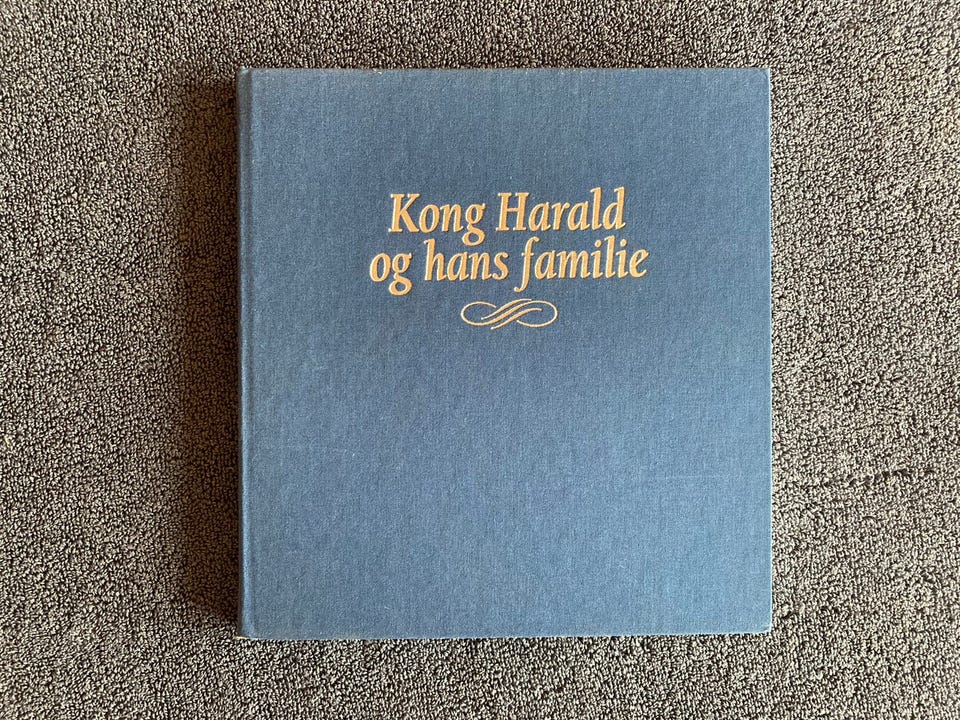 Kong Harald
og hans familie